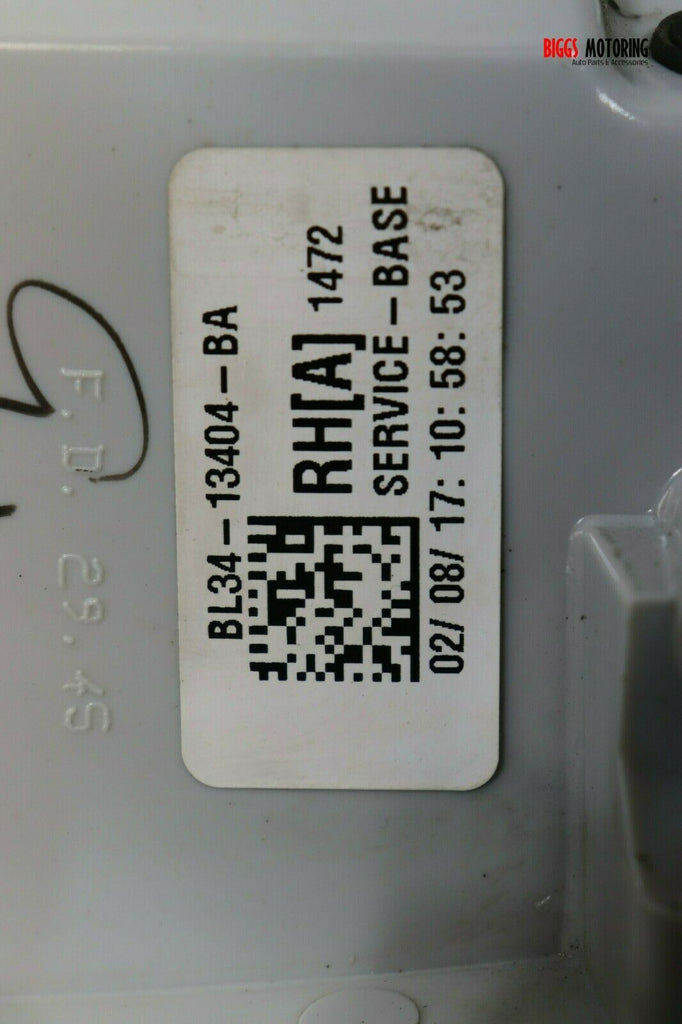 BIGGS MOTORING
Auto Parts & Accessories
BL34-13404-BA
RH[A] 1472
SERVICE-BASE
02/ 08/ 17: 10: 58: 53
F.D. 29.4S